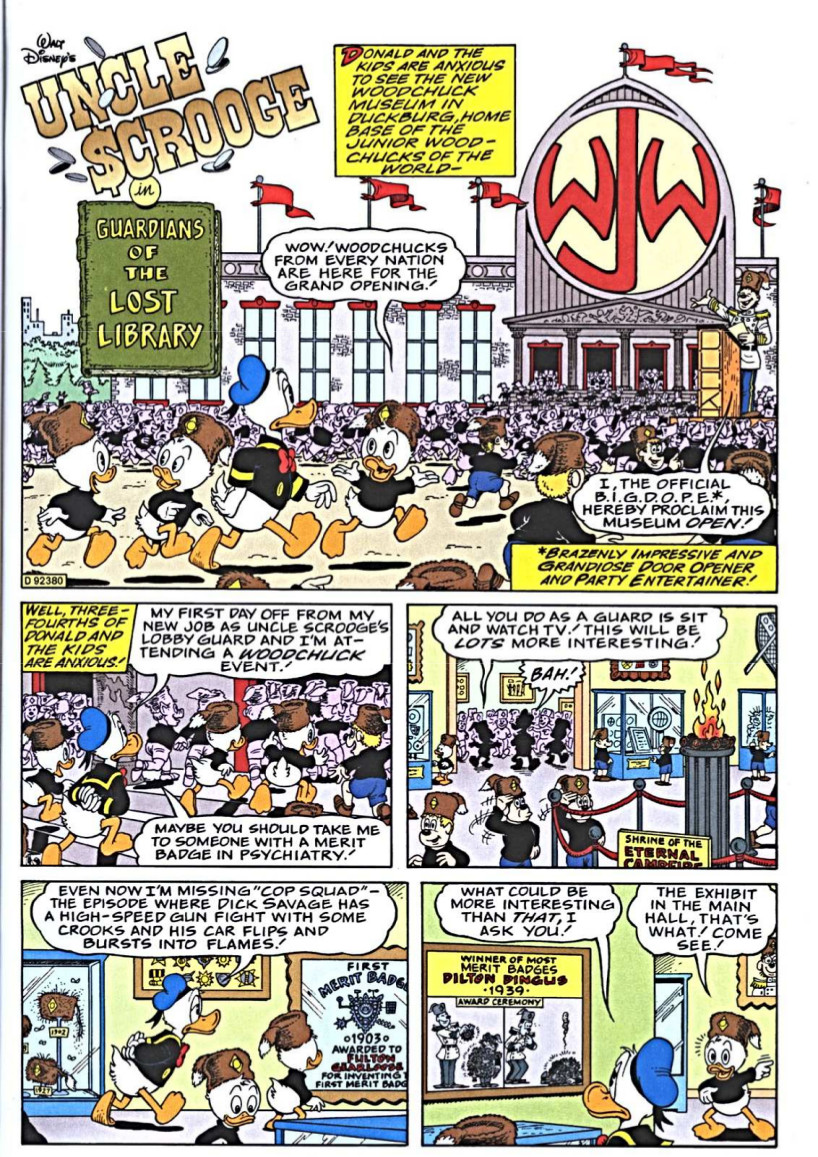 Walt
Disney's
UNCLE
$CROOGE
in
GUARDIANS
OF
THE
LOST
LIBRARY
DONALD AND THE
KIDS ARE ANXIOUS
TO SEE THE NEW
WOODCHUCK
MUSEUM IN
DUCKBURG, HOME
BASE OF THE
JUNIOR WOOD-
CHUCKS OF THE
WORLD—
WJW
WOW! WOODCHUCKS
FROM EVERY NATION
ARE HERE FOR THE
GRAND OPENING!
I, THE OFFICIAL
B.I.G.D.O.P.E.*,
HEREBY PROCLAIM THIS
MUSEUM OPEN!
*BRAZENLY IMPRESSIVE AND
GRANDIOSE DOOR OPENER
AND PARTY ENTERTAINER!
D 92380
WELL, THREE-
FOURTHS OF
DONALD AND
THE KIDS
ARE ANXIOUS!
MY FIRST DAY OFF FROM MY
NEW JOB AS UNCLE SCROOGE'S
LOBBY GUARD AND I'M AT-
TENDING A WOODCHUCK
EVENT!
MAYBE YOU SHOULD TAKE ME
TO SOMEONE WITH A MERIT
BADGE IN PSYCHIATRY!
ALL YOU DO AS A GUARD IS SIT
AND WATCH TV! THIS WILL BE
LOTS MORE INTERESTING!
BAH!
SHRINE OF THE
ETERNAL
CAMPFIRE
EVEN NOW I'M MISSING "COP SQUAD"—
THE EPISODE WHERE DICK SAVAGE HAS
A HIGH-SPEED GUN FIGHT WITH SOME
CROOKS AND HIS CAR FLIPS AND
BURSTS INTO FLAMES!
1902
FIRST
MERIT BADGE
1903
AWARDED TO
FULTON
GEARLOOSE
FOR INVENTING T
FIRST MERIT BADG
WHAT COULD BE
MORE INTERESTING
THAN THAT, I
ASK YOU!
THE EXHIBIT
IN THE MAIN
HALL, THAT'S
WHAT! COME
SEE!
WINNER OF MOST
MERIT BADGES
DILTON DINGUS
·1939·
AWARD CEREMONY